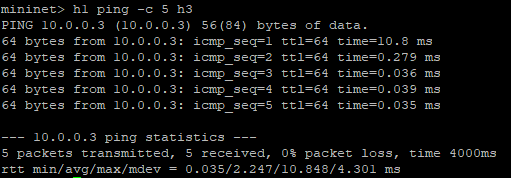 mininet> h1 ping -c 5 h3
PING 10.0.0.3 (10.0.0.3) 56(84) bytes of data.
64 bytes from 10.0.0.3: icmp_seq=1 ttl=64 time=10.8 ms
64 bytes from 10.0.0.3: icmp_seq=2 ttl=64 time=0.279 ms
64 bytes from 10.0.0.3: icmp_seq=3 ttl=64 time=0.036 ms
64 bytes from 10.0.0.3: icmp_seq=4 ttl=64 time=0.039 ms
64 bytes from 10.0.0.3: icmp_seq=5 ttl=64 time=0.035 ms
--- 10.0.0.3 ping statistics ---
5 packets transmitted, 5 received, 0% packet loss, time 4000ms
rtt min/avg/max/mdev = 0.035/2.247/10.848/4.301 ms